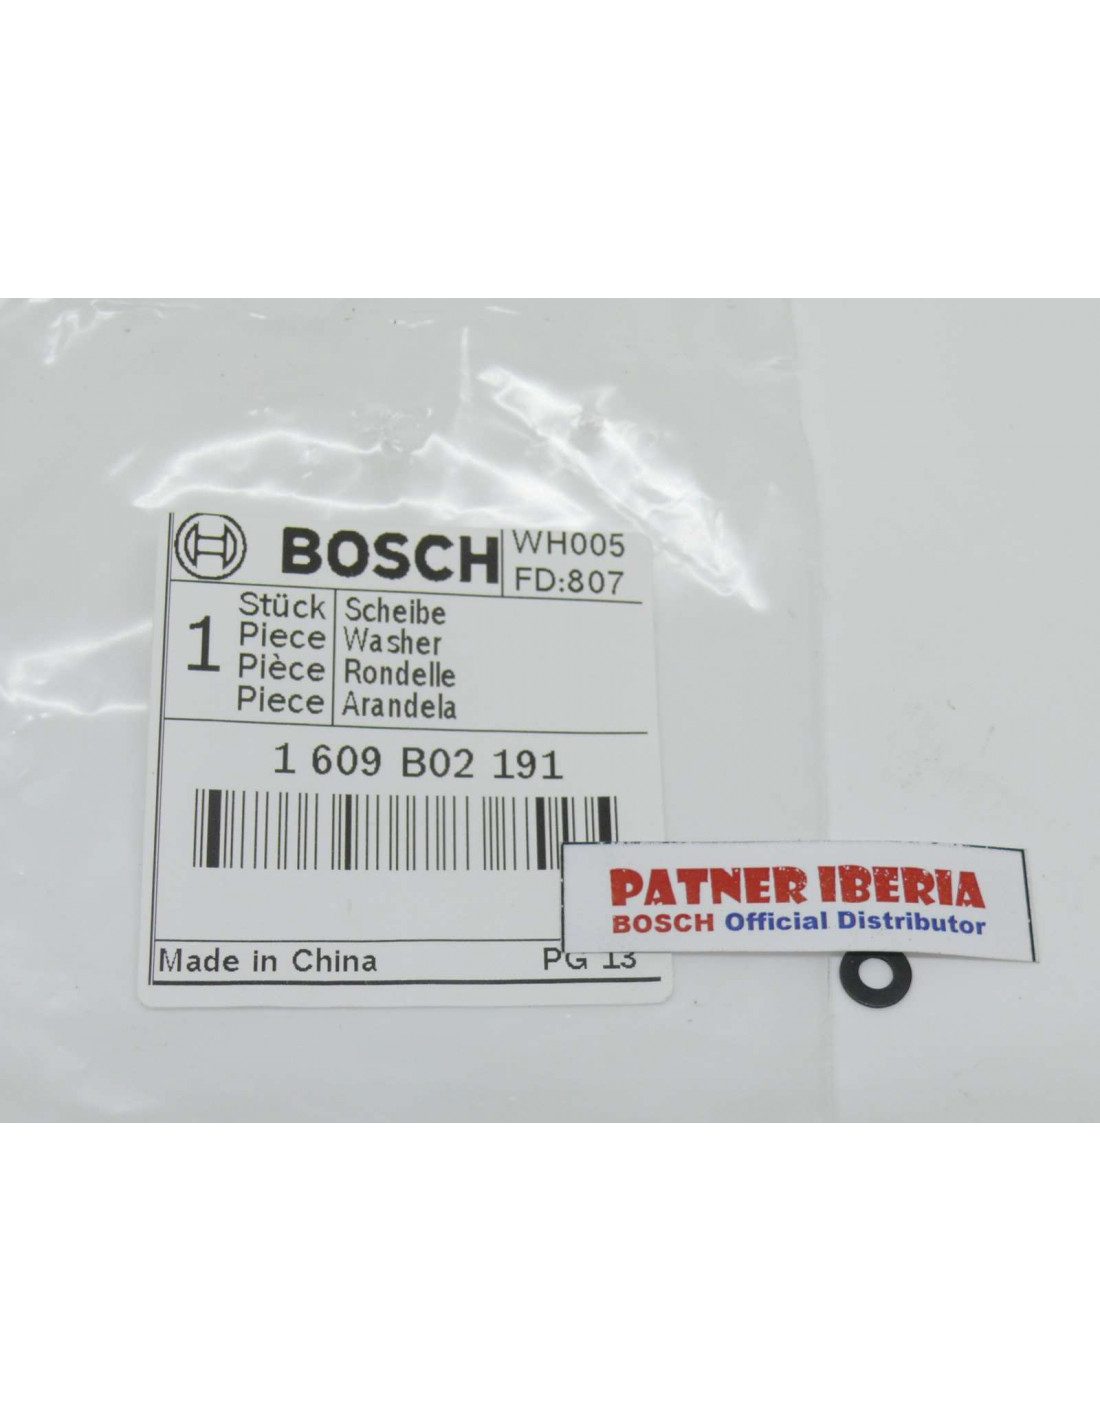 BOSCH
WH005
FD:807
1
Stück
Piece
Pièce
Piece
Scheibe
Washer
Rondelle
Arandela
1 609 B02 191
PATNER IBERIA
BOSCH Official Distributor
Made in China
PG 13